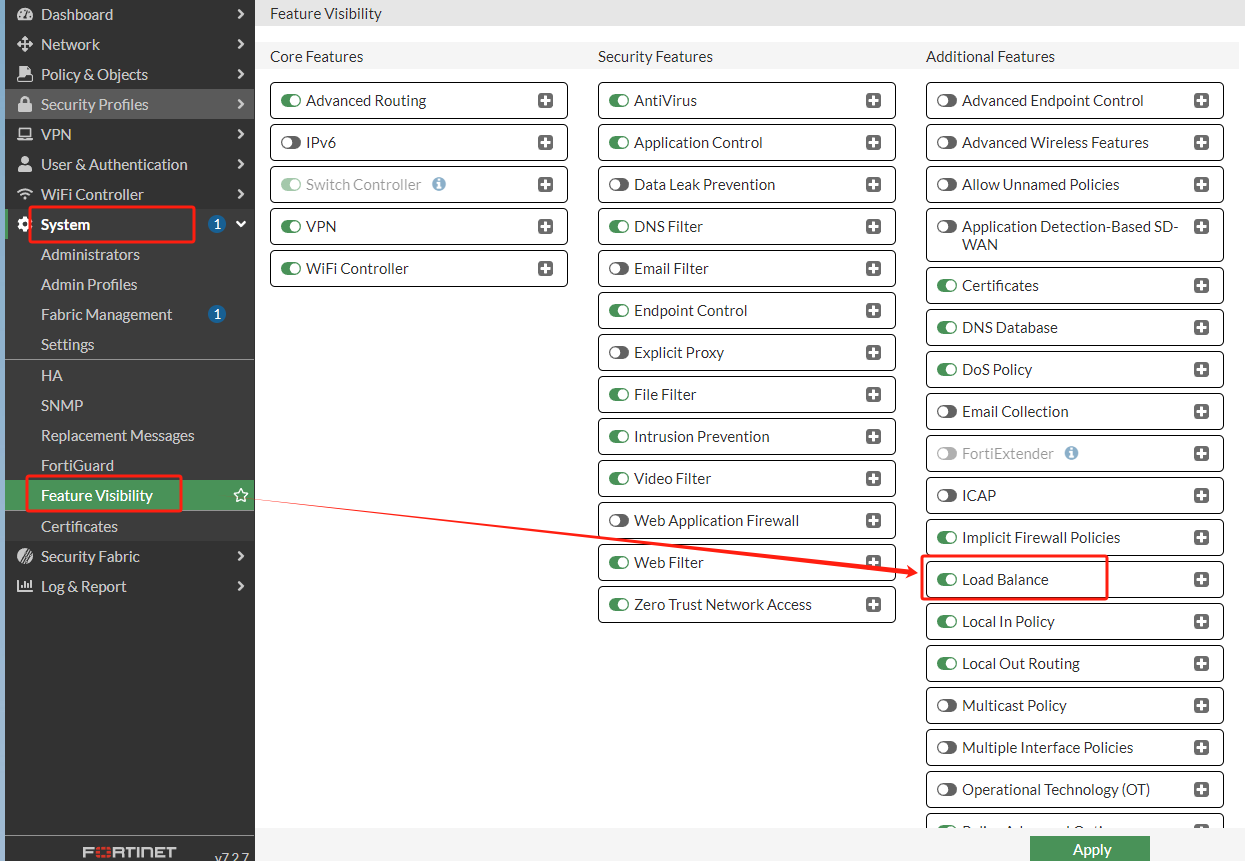 Dashboard
Network
Policy & Objects
Security Profiles
VPN
User & Authentication
WiFi Controller
System 1
Administrators
Admin Profiles
Fabric Management 1
Settings
HA
SNMP
Replacement Messages
FortiGuard
Feature Visibility
Certificates
Security Fabric
Log & Report
FORTINET
v7.2.7
Feature Visibility
Core Features
Advanced Routing
IPv6
Switch Controller
VPN
WiFi Controller
Security Features
AntiVirus
Application Control
Data Leak Prevention
DNS Filter
Email Filter
Endpoint Control
Explicit Proxy
File Filter
Intrusion Prevention
Video Filter
Web Application Firewall
Web Filter
Zero Trust Network Access
Additional Features
Advanced Endpoint Control
Advanced Wireless Features
Allow Unnamed Policies
Application Detection-Based SD-
WAN
Certificates
DNS Database
DoS Policy
Email Collection
FortiExtender
ICAP
Implicit Firewall Policies
Load Balance
Local In Policy
Local Out Routing
Multicast Policy
Multiple Interface Policies
Operational Technology (OT)
Apply